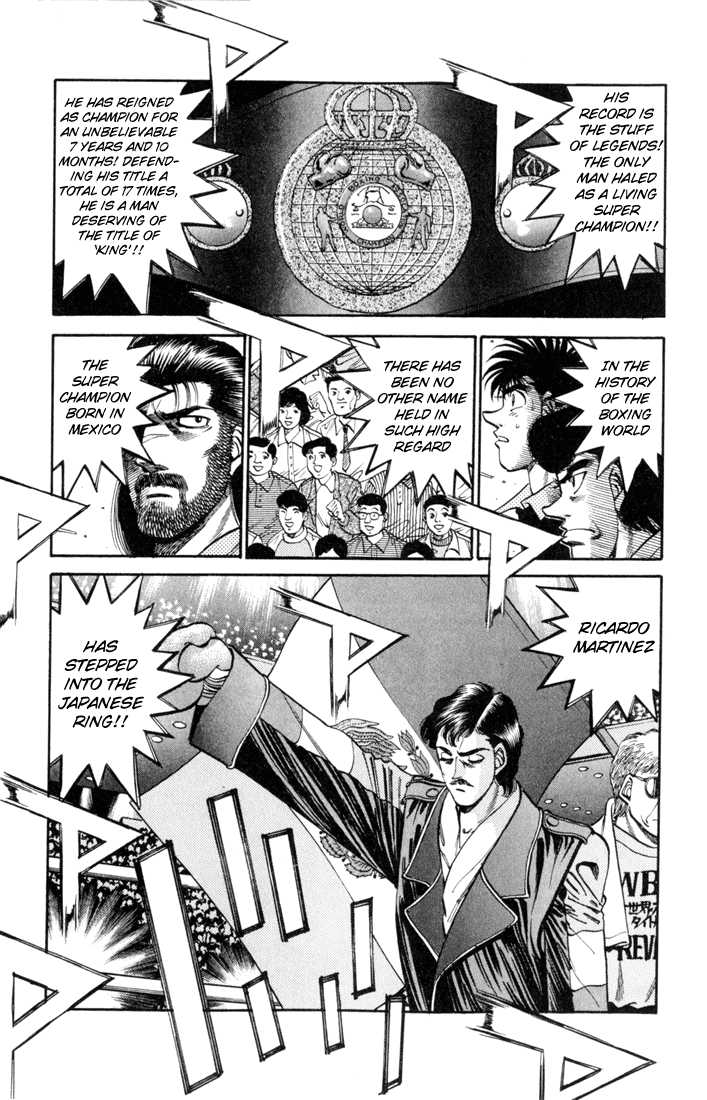 HIS
RECORD IS
THE STUFF
OF LEGENDS!
THE ONLY
MAN HALED
AS A LIVING
SUPER
CHAMPION!!
HE HAS REIGNED
AS CHAMPION FOR
AN UNBELIEVABLE
7 YEARS AND 10
MONTHS! DEFEND-
ING HIS TITLE A
TOTAL OF 17 TIMES,
HE IS A MAN
DESERVING OF
THE TITLE OF
'KING'!!
IN THE
HISTORY
OF THE
BOXING
WORLD
THERE HAS
BEEN NO
OTHER NAME
HELD IN
SUCH HIGH
REGARD
THE
SUPER
CHAMPION
BORN IN
MEXICO
RICARDO
MARTINEZ
HAS
STEPPED
INTO THE
JAPANESE
RING!!
WB
世界
タイト
REVE